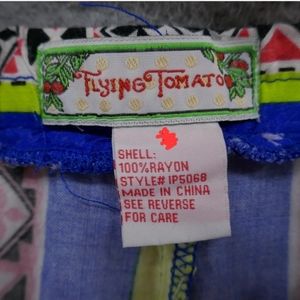 FLYING TOMATO
SHELL:
100%RAYON
STYLE# IP5068
MADE IN CHINA
SEE REVERSE
FOR CARE